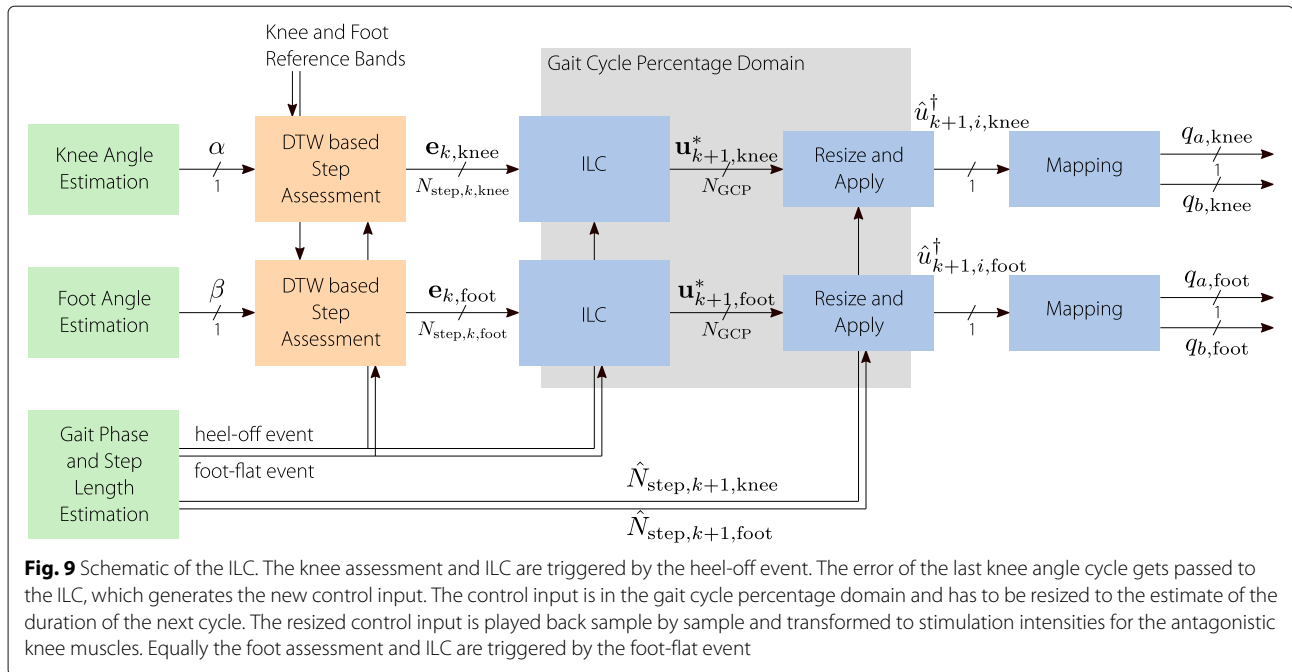 Knee and Foot
Reference Bands
Gait Cycle Percentage Domain
Knee Angle
Estimation
α
1
DTW based
Step
Assessment
e_{k,knee}
N_{step,k,knee}
ILC
u^*_{k+1,knee}
N_{GCP}
Resize and
Apply
û^†_{k+1,i,knee}
1
Mapping
q_{a,knee}
1
q_{b,knee}
Foot Angle
Estimation
β
1
DTW based
Step
Assessment
e_{k,foot}
N_{step,k,foot}
ILC
u^*_{k+1,foot}
N_{GCP}
Resize and
Apply
û^†_{k+1,i,foot}
1
Mapping
q_{a,foot}
1
q_{b,foot}
Gait Phase
and Step
Length
Estimation
heel-off event
foot-flat event
N̂_{step,k+1,knee}
N̂_{step,k+1,foot}
Fig. 9 Schematic of the ILC. The knee assessment and ILC are triggered by the heel-off event. The error of the last knee angle cycle gets passed to
the ILC, which generates the new control input. The control input is in the gait cycle percentage domain and has to be resized to the estimate of the
duration of the next cycle. The resized control input is played back sample by sample and transformed to stimulation intensities for the antagonistic
knee muscles. Equally the foot assessment and ILC are triggered by the foot-flat event